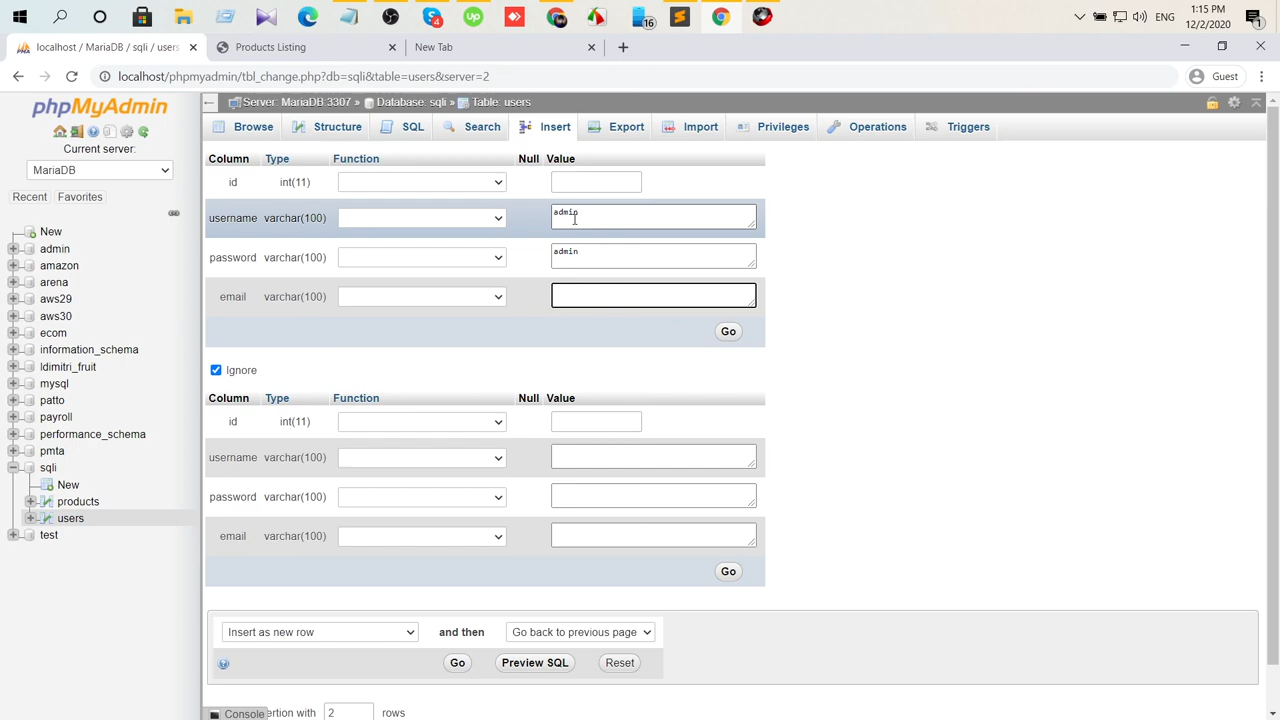 1:15 PM
12/2/2020
ENG
4
16
1
localhost / MariaDB / sqli / users
Products Listing
New Tab
localhost/phpmyadmin/tbl_change.php?db=sqli&table=users&server=2
Guest
phpMyAdmin
Current server:
MariaDB
Recent Favorites
New
admin
amazon
arena
aws29
aws30
ecom
information_schema
ldimitri_fruit
mysql
patto
payroll
performance_schema
pmta
sqli
New
products
users
test
Server: MariaDB:3307 » Database: sqli » Table: users
Browse Structure SQL Search Insert Export Import Privileges Operations Triggers
Column Type Function Null Value
id int(11)
username varchar(100) admin
password varchar(100) admin
email varchar(100)
Go
Ignore
Column Type Function Null Value
id int(11)
username varchar(100)
password varchar(100)
email varchar(100)
Go
Insert as new row and then Go back to previous page
Go Preview SQL Reset
Console ertion with 2 rows